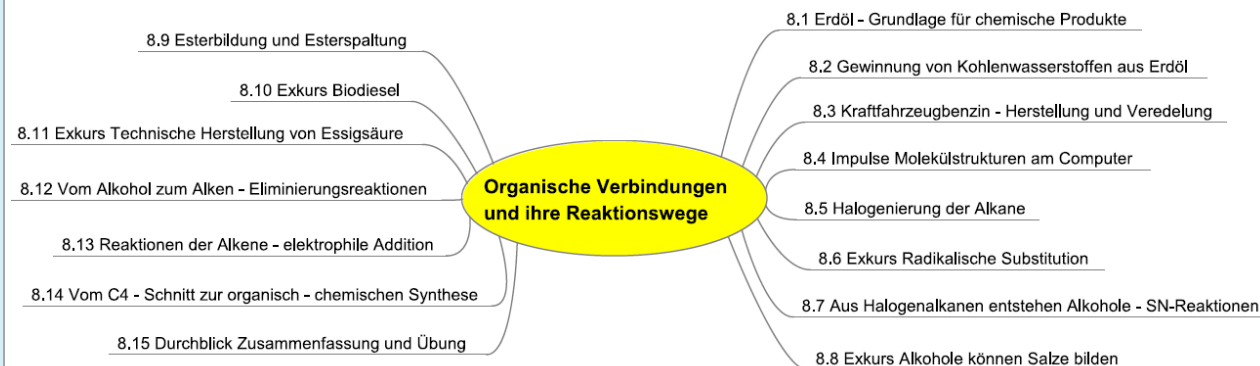 8.1 Erdöl - Grundlage für chemische Produkte
8.2 Gewinnung von Kohlenwasserstoffen aus Erdöl
8.3 Kraftfahrzeugbenzin - Herstellung und Veredelung
8.4 Impulse Molekülstrukturen am Computer
8.5 Halogenierung der Alkane
8.6 Exkurs Radikalische Substitution
8.7 Aus Halogenalkanen entstehen Alkohole - SN-Reaktionen
8.8 Exkurs Alkohole können Salze bilden
Organische Verbindungen
und ihre Reaktionswege
8.9 Esterbildung und Esterspaltung
8.10 Exkurs Biodiesel
8.11 Exkurs Technische Herstellung von Essigsäure
8.12 Vom Alkohol zum Alken - Eliminierungsreaktionen
8.13 Reaktionen der Alkene - elektrophile Addition
8.14 Vom C4 - Schnitt zur organisch - chemischen Synthese
8.15 Durchblick Zusammenfassung und Übung